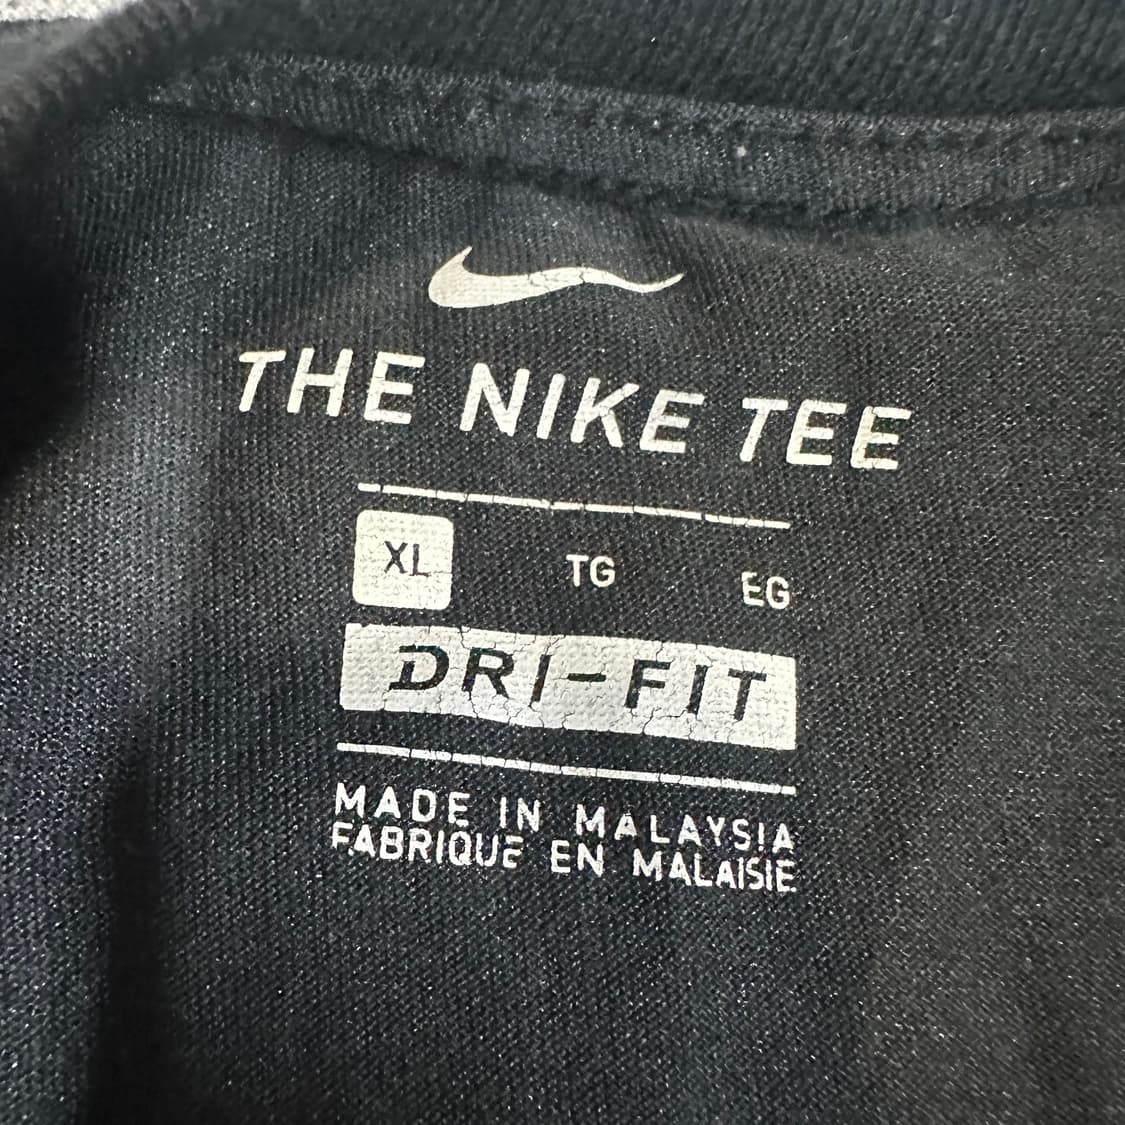 THE NIKE TEE
XL TG EG
DRI-FIT
MADE IN MALAYSIA
FABRIQUE EN MALAISIE